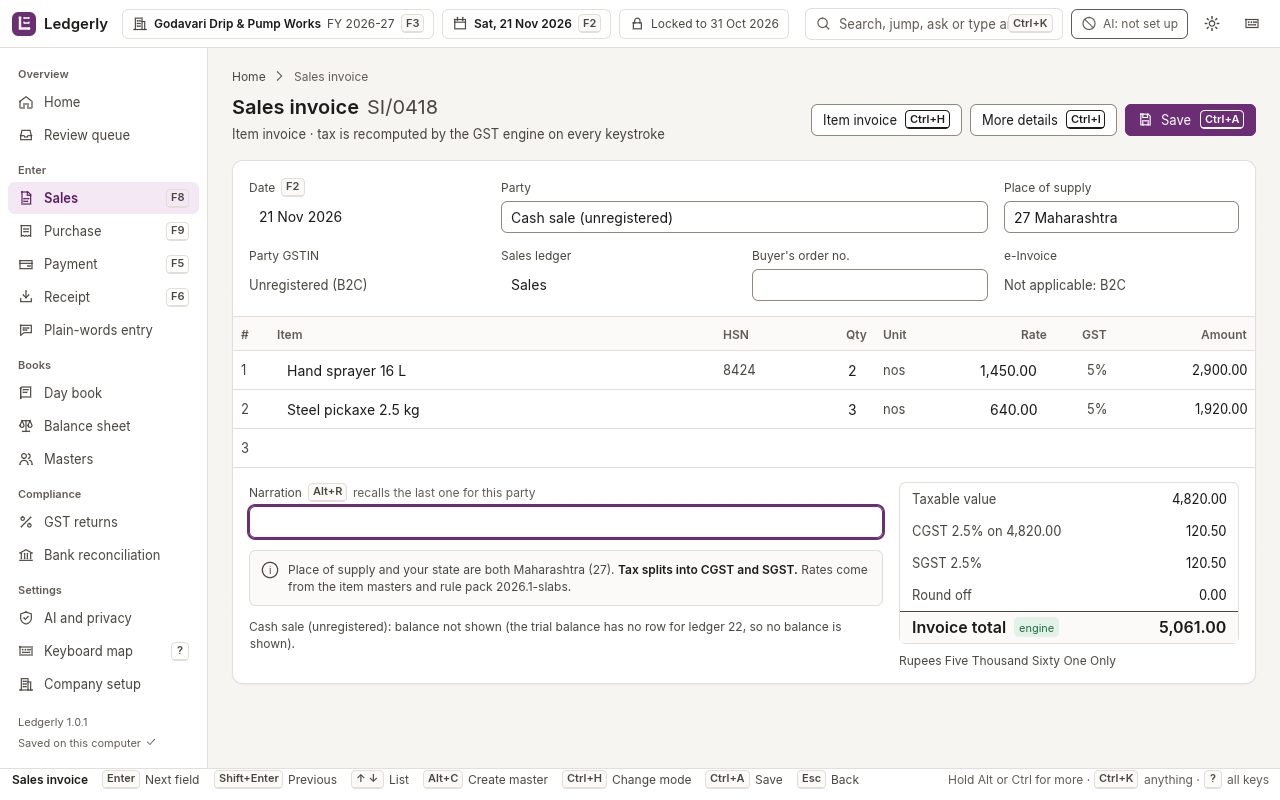 Ledgerly
Godavari Drip & Pump Works FY 2026-27 F3
Sat, 21 Nov 2026 F2
Locked to 31 Oct 2026
Search, jump, ask or type a Ctrl+K
AI: not set up
Overview
Home
Review queue
Enter
Sales F8
Purchase F9
Payment F5
Receipt F6
Plain-words entry
Books
Day book
Balance sheet
Masters
Compliance
GST returns
Bank reconciliation
Settings
AI and privacy
Keyboard map ?
Company setup
Ledgerly 1.0.1
Saved on this computer
Home > Sales invoice
Sales invoice SI/0418
Item invoice · tax is recomputed by the GST engine on every keystroke
Item invoice Ctrl+H
More details Ctrl+I
Save Ctrl+A
Date F2
21 Nov 2026
Party
Cash sale (unregistered)
Place of supply
27 Maharashtra
Party GSTIN
Unregistered (B2C)
Sales ledger
Sales
Buyer's order no.
e-Invoice
Not applicable: B2C
# Item HSN Qty Unit Rate GST Amount
1 Hand sprayer 16 L 8424 2 nos 1,450.00 5% 2,900.00
2 Steel pickaxe 2.5 kg 3 nos 640.00 5% 1,920.00
3
Narration Alt+R recalls the last one for this party
Place of supply and your state are both Maharashtra (27). Tax splits into CGST and SGST. Rates come
from the item masters and rule pack 2026.1-slabs.
Cash sale (unregistered): balance not shown (the trial balance has no row for ledger 22, so no balance is
shown).
Taxable value 4,820.00
CGST 2.5% on 4,820.00 120.50
SGST 2.5% 120.50
Round off 0.00
Invoice total engine 5,061.00
Rupees Five Thousand Sixty One Only
Sales invoice Enter Next field Shift+Enter Previous ↑ ↓ List Alt+C Create master Ctrl+H Change mode Ctrl+A Save Esc Back Hold Alt or Ctrl for more · Ctrl+K anything · ? all keys